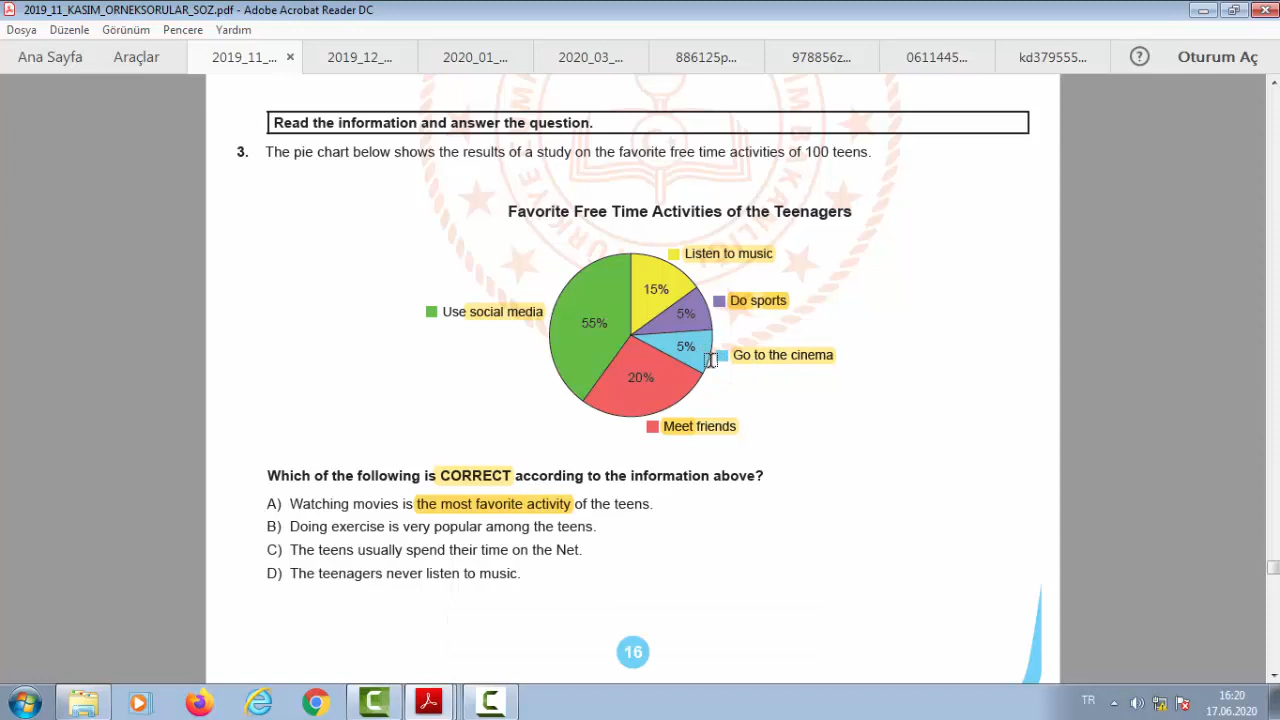 2019_11_KASIM_ORNEKSORULAR_SOZ.pdf - Adobe Acrobat Reader DC
Dosya Düzenle Görünüm Pencere Yardım
Ana Sayfa Araçlar 2019_11_... × 2019_12_... 2020_01_... 2020_03_... 886125p... 978856z... 0611445... kd379555... ? Oturum Aç
Read the information and answer the question.
3. The pie chart below shows the results of a study on the favorite free time activities of 100 teens.
Favorite Free Time Activities of the Teenagers
Listen to music
15%
Do sports
5%
Use social media
55%
5%
Go to the cinema
20%
Meet friends
Which of the following is CORRECT according to the information above?
A) Watching movies is the most favorite activity of the teens.
B) Doing exercise is very popular among the teens.
C) The teens usually spend their time on the Net.
D) The teenagers never listen to music.
16
TR 16:20
17.06.2020